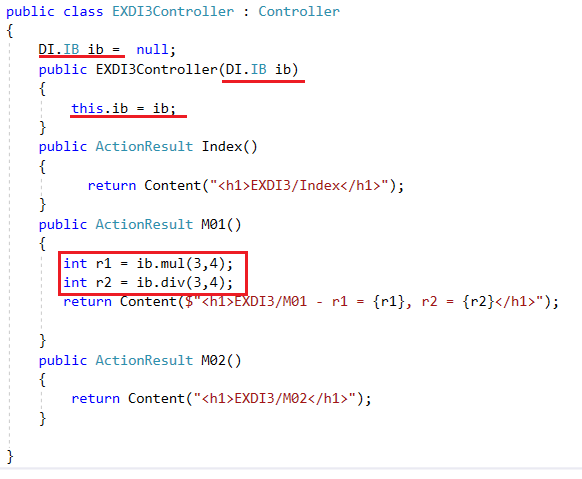 public class EXDI3Controller : Controller
{
DI.IB ib =  null;
public EXDI3Controller(DI.IB ib)
{
this.ib = ib;
}
public ActionResult Index()
{
return Content("<h1>EXDI3/Index</h1>");
}
public ActionResult M01()
{
int r1 = ib.mul(3,4);
int r2 = ib.div(3,4);
return Content($"<h1>EXDI3/M01 - r1 = {r1}, r2 = {r2}</h1>");
}
public ActionResult M02()
{
return Content("<h1>EXDI3/M02</h1>");
}
}